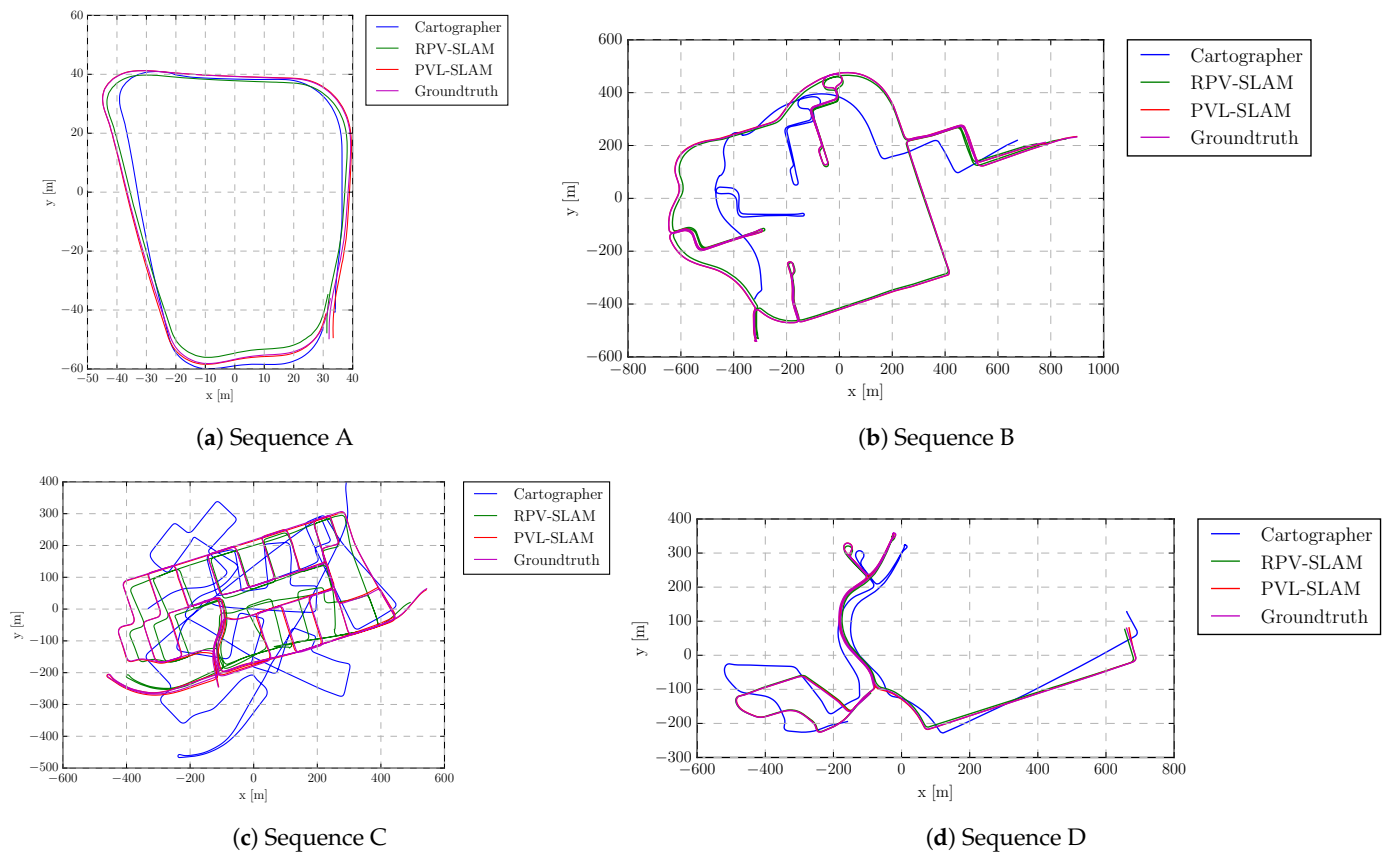 Cartographer
RPV-SLAM
PVL-SLAM
Groundtruth
60
40
20
0
−20
−40
−60
y [m]
−50 −40 −30 −20 −10 0 10 20 30 40
x [m]
(a) Sequence A
Cartographer
RPV-SLAM
PVL-SLAM
Groundtruth
600
400
200
0
−200
−400
−600
y [m]
−800 −600 −400 −200 0 200 400 600 800 1000
x [m]
(b) Sequence B
Cartographer
RPV-SLAM
PVL-SLAM
Groundtruth
400
300
200
100
0
−100
−200
−300
−400
−500
y [m]
−600 −400 −200 0 200 400 600
x [m]
(c) Sequence C
Cartographer
RPV-SLAM
PVL-SLAM
Groundtruth
400
300
200
100
0
−100
−200
−300
y [m]
−600 −400 −200 0 200 400 600 800
x [m]
(d) Sequence D